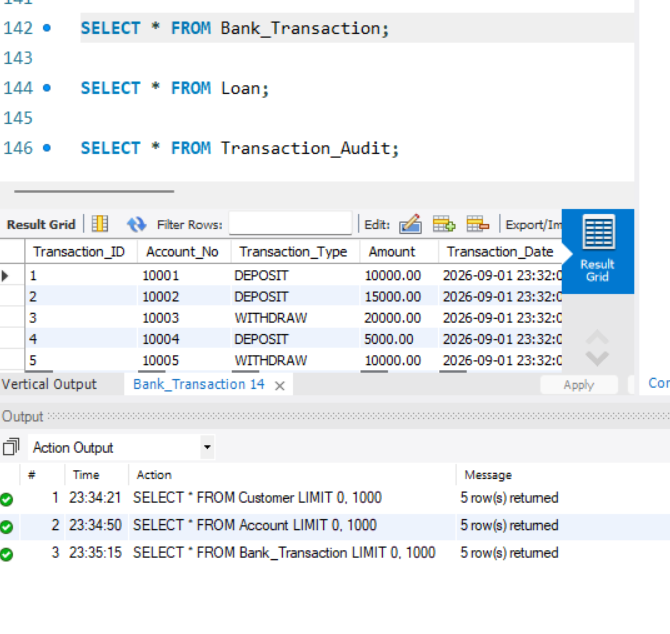 141
142 SELECT * FROM Bank_Transaction;
143
144 SELECT * FROM Loan;
145
146 SELECT * FROM Transaction_Audit;
Result Grid Filter Rows: Edit: Export/Im
Transaction_ID Account_No Transaction_Type Amount Transaction_Date
1 10001 DEPOSIT 10000.00 2026-09-01 23:32:0
2 10002 DEPOSIT 15000.00 2026-09-01 23:32:0
3 10003 WITHDRAW 20000.00 2026-09-01 23:32:0
4 10004 DEPOSIT 5000.00 2026-09-01 23:32:0
5 10005 WITHDRAW 10000.00 2026-09-01 23:32:0
Result
Grid
Vertical Output Bank_Transaction 14 Apply Cor
Output
Action Output
# Time Action Message
1 23:34:21 SELECT * FROM Customer LIMIT 0, 1000 5 row(s) returned
2 23:34:50 SELECT * FROM Account LIMIT 0, 1000 5 row(s) returned
3 23:35:15 SELECT * FROM Bank_Transaction LIMIT 0, 1000 5 row(s) returned